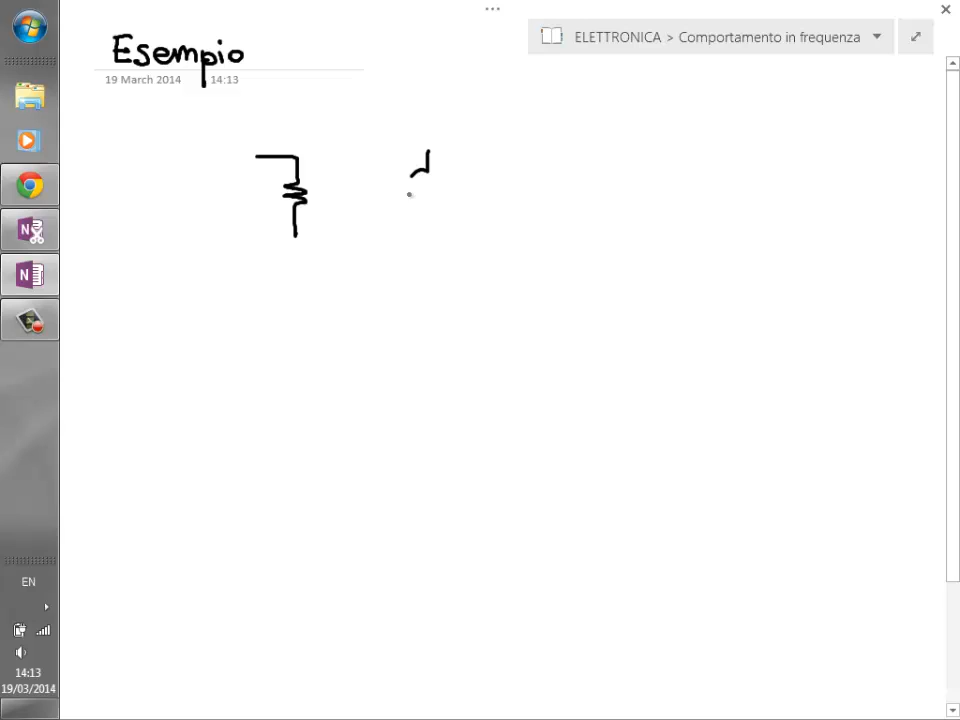 ELETTRONICA > Comportamento in frequenza
Esempio
19 March 2014 14:13
N
N
EN
14:13
19/03/2014